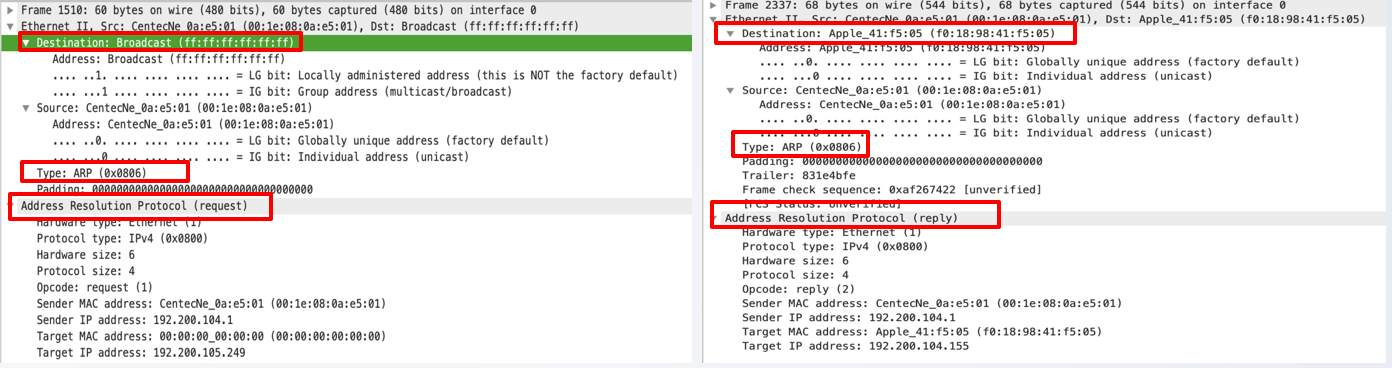 Frame 1510: 60 bytes on wire (480 bits), 60 bytes captured (480 bits) on interface 0
Ethernet II, Src: CentecNe_0a:e5:01 (00:1e:08:0a:e5:01), Dst: Broadcast (ff:ff:ff:ff:ff:ff)
Destination: Broadcast (ff:ff:ff:ff:ff:ff)
Address: Broadcast (ff:ff:ff:ff:ff:ff)
.... ..1. .... .... .... .... = LG bit: Locally administered address (this is NOT the factory default)
.... ...1 .... .... .... .... = IG bit: Group address (multicast/broadcast)
Source: CentecNe_0a:e5:01 (00:1e:08:0a:e5:01)
Address: CentecNe_0a:e5:01 (00:1e:08:0a:e5:01)
.... ..0. .... .... .... .... = LG bit: Globally unique address (factory default)
.... ...0 .... .... .... .... = IG bit: Individual address (unicast)
Type: ARP (0x0806)
Padding: 000000000000000000000000000000000000
Address Resolution Protocol (request)
Hardware type: Ethernet (1)
Protocol type: IPv4 (0x0800)
Hardware size: 6
Protocol size: 4
Opcode: request (1)
Sender MAC address: CentecNe_0a:e5:01 (00:1e:08:0a:e5:01)
Sender IP address: 192.200.104.1
Target MAC address: 00:00:00_00:00:00 (00:00:00:00:00:00)
Target IP address: 192.200.105.249
Frame 2337: 68 bytes on wire (544 bits), 68 bytes captured (544 bits) on interface 0
Ethernet II, Src: CentecNe_0a:e5:01 (00:1e:08:0a:e5:01), Dst: Apple_41:f5:05 (f0:18:98:41:f5:05)
Destination: Apple_41:f5:05 (f0:18:98:41:f5:05)
Address: Apple_41:f5:05 (f0:18:98:41:f5:05)
.... ..0. .... .... .... .... = LG bit: Globally unique address (factory default)
.... ...0 .... .... .... .... = IG bit: Individual address (unicast)
Source: CentecNe_0a:e5:01 (00:1e:08:0a:e5:01)
Address: CentecNe_0a:e5:01 (00:1e:08:0a:e5:01)
.... ..0. .... .... .... .... = LG bit: Globally unique address (factory default)
.... ...0 .... .... .... .... = IG bit: Individual address (unicast)
Type: ARP (0x0806)
Padding: 000000000000000000000000000000000000
Trailer: 831e4bfe
Frame check sequence: 0xaf267422 [unverified]
[FCS Status: Unverified]
Address Resolution Protocol (reply)
Hardware type: Ethernet (1)
Protocol type: IPv4 (0x0800)
Hardware size: 6
Protocol size: 4
Opcode: reply (2)
Sender MAC address: CentecNe_0a:e5:01 (00:1e:08:0a:e5:01)
Sender IP address: 192.200.104.1
Target MAC address: Apple_41:f5:05 (f0:18:98:41:f5:05)
Target IP address: 192.200.104.155